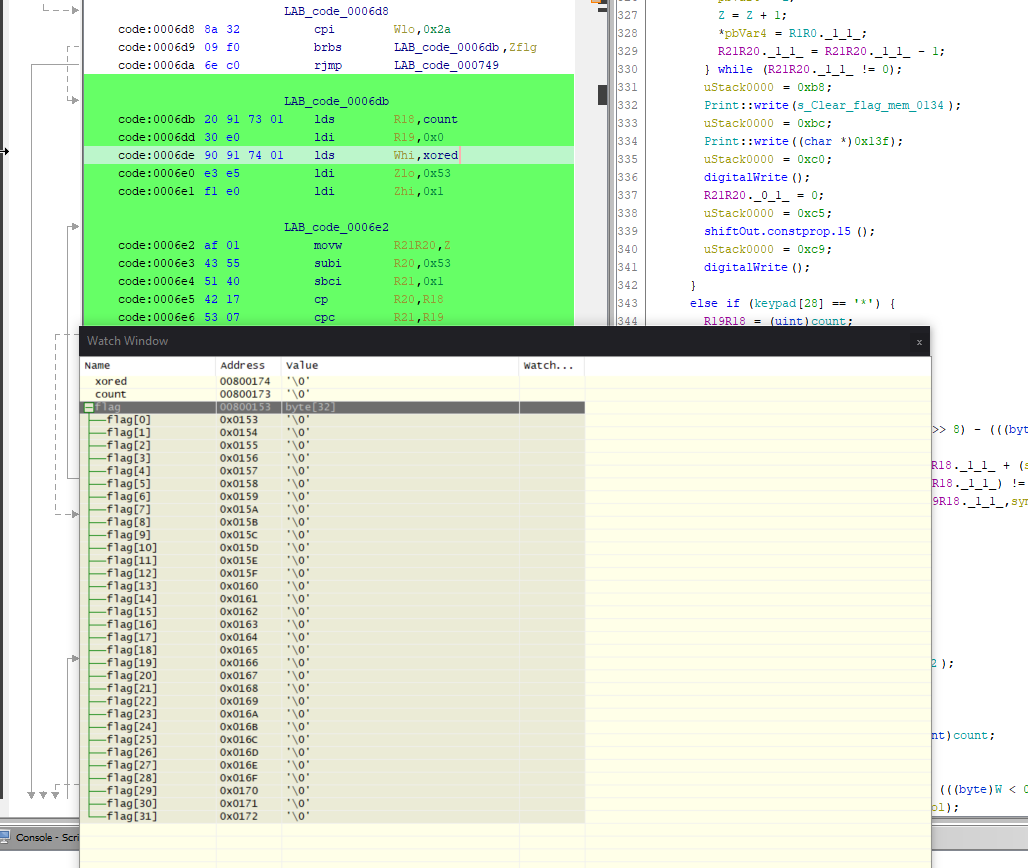 LAB_code_0006d8
code:0006d8 8a 32 cpi Wlo,0x2a
code:0006d9 09 f0 brbs LAB_code_0006db,Zflg
code:0006da 6e c0 rjmp LAB_code_000749
LAB_code_0006db
code:0006db 20 91 73 01 lds R18,count
code:0006dd 30 e0 ldi R19,0x0
code:0006de 90 91 74 01 lds Whi,xored
code:0006e0 e3 e5 ldi Zlo,0x53
code:0006e1 f1 e0 ldi Zhi,0x1
LAB_code_0006e2
code:0006e2 af 01 movw R21R20,Z
code:0006e3 43 55 subi R20,0x53
code:0006e4 51 40 sbci R21,0x1
code:0006e5 42 17 cp R20,R18
code:0006e6 53 07 cpc R21,R19
327 Z = Z + 1;
328 *pbVar4 = R1R0._1_1_;
329 R21R20._1_1_ = R21R20._1_1_ - 1;
330 } while (R21R20._1_1_ != 0);
331 uStack0000 = 0xb8;
332 Print::write(s_Clear_flag_mem_0134);
333 uStack0000 = 0xbc;
334 Print::write((char *)0x13f);
335 uStack0000 = 0xc0;
336 digitalWrite();
337 R21R20._0_1_ = 0;
338 uStack0000 = 0xc5;
339 shiftOut.constprop.15();
340 uStack0000 = 0xc9;
341 digitalWrite();
342 }
343 else if (keypad[28] == '*') {
344 R19R18 = (uint)count;
Watch Window x
Name Address Value Watch...
xored 00800174 '\0'
count 00800173 '\0'
flag 00800153 byte[32]
flag[0] 0x0153 '\0'
flag[1] 0x0154 '\0'
flag[2] 0x0155 '\0'
flag[3] 0x0156 '\0'
flag[4] 0x0157 '\0'
flag[5] 0x0158 '\0'
flag[6] 0x0159 '\0'
flag[7] 0x015A '\0'
flag[8] 0x015B '\0'
flag[9] 0x015C '\0'
flag[10] 0x015D '\0'
flag[11] 0x015E '\0'
flag[12] 0x015F '\0'
flag[13] 0x0160 '\0'
flag[14] 0x0161 '\0'
flag[15] 0x0162 '\0'
flag[16] 0x0163 '\0'
flag[17] 0x0164 '\0'
flag[18] 0x0165 '\0'
flag[19] 0x0166 '\0'
flag[20] 0x0167 '\0'
flag[21] 0x0168 '\0'
flag[22] 0x0169 '\0'
flag[23] 0x016A '\0'
flag[24] 0x016B '\0'
flag[25] 0x016C '\0'
flag[26] 0x016D '\0'
flag[27] 0x016E '\0'
flag[28] 0x016F '\0'
flag[29] 0x0170 '\0'
flag[30] 0x0171 '\0'
flag[31] 0x0172 '\0'
>> 8) - (((byt
R18._1_1_ + (s
R18._1_1_) !=
9R18._1_1_,sym
2);
nt)count;
(((byte)W < 0
ol);
Console - Scri